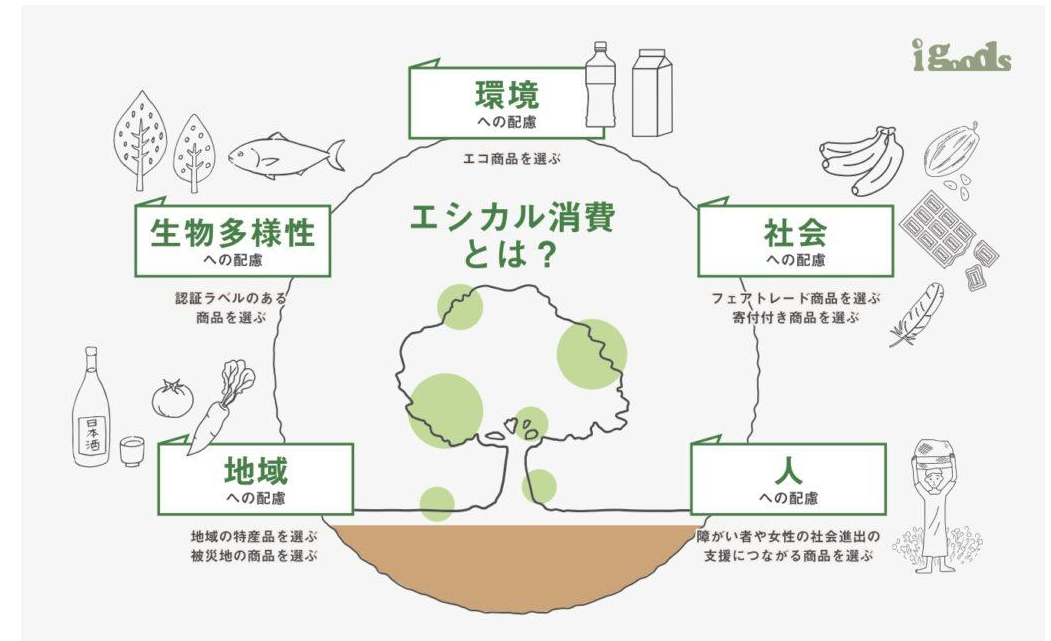 igoods
環境
への配慮
エコ商品を選ぶ
エシカル消費
とは？
生物多様性
への配慮
認証ラベルのある
商品を選ぶ
社会
への配慮
フェアトレード商品を選ぶ
寄付付き商品を選ぶ
日本酒
地域
への配慮
地域の特産品を選ぶ
被災地の商品を選ぶ
人
への配慮
障がい者や女性の社会進出の
支援につながる商品を選ぶ